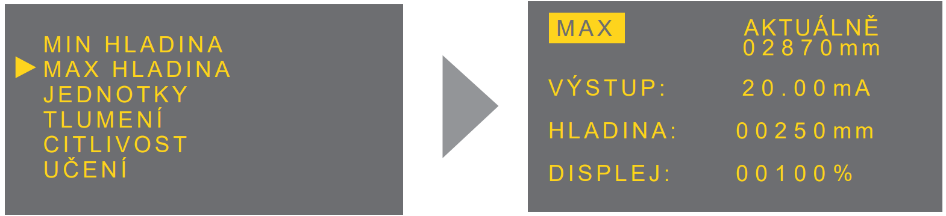 MIN HLADINA
MAX HLADINA
JEDNOTKY
TLUMENÍ
CITLIVOST
UČENÍ
MAX AKTUÁLNĚ
02870mm
VÝSTUP: 20.00mA
HLADINA: 00250mm
DISPLEJ: 00100%